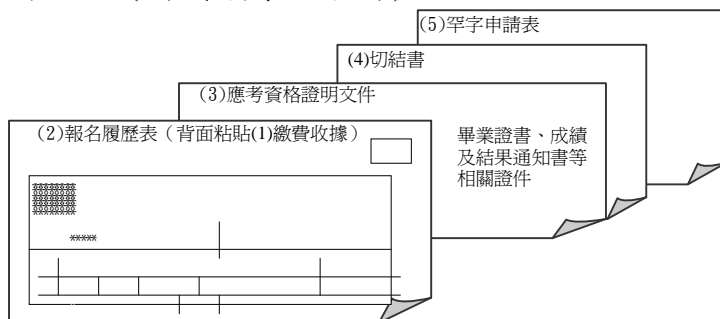 (5)罕字申請表
(4)切結書
(3)應考資格證明文件
(2)報名履歷表（背面粘貼(1)繳費收據）
畢業證書、成績
及結果通知書等
相關證件
*****